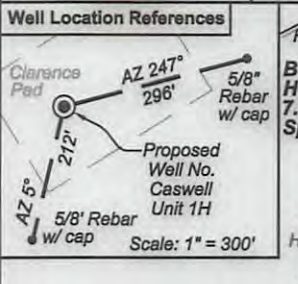 Well Location References
Clarence
Pad
AZ 247°
296'
5/8"
Rebar
w/ cap
212'
AZ 5°
Proposed
Well No.
Caswell
Unit 1H
5/8' Rebar
w/ cap
Scale: 1" = 300'
B
H
7.